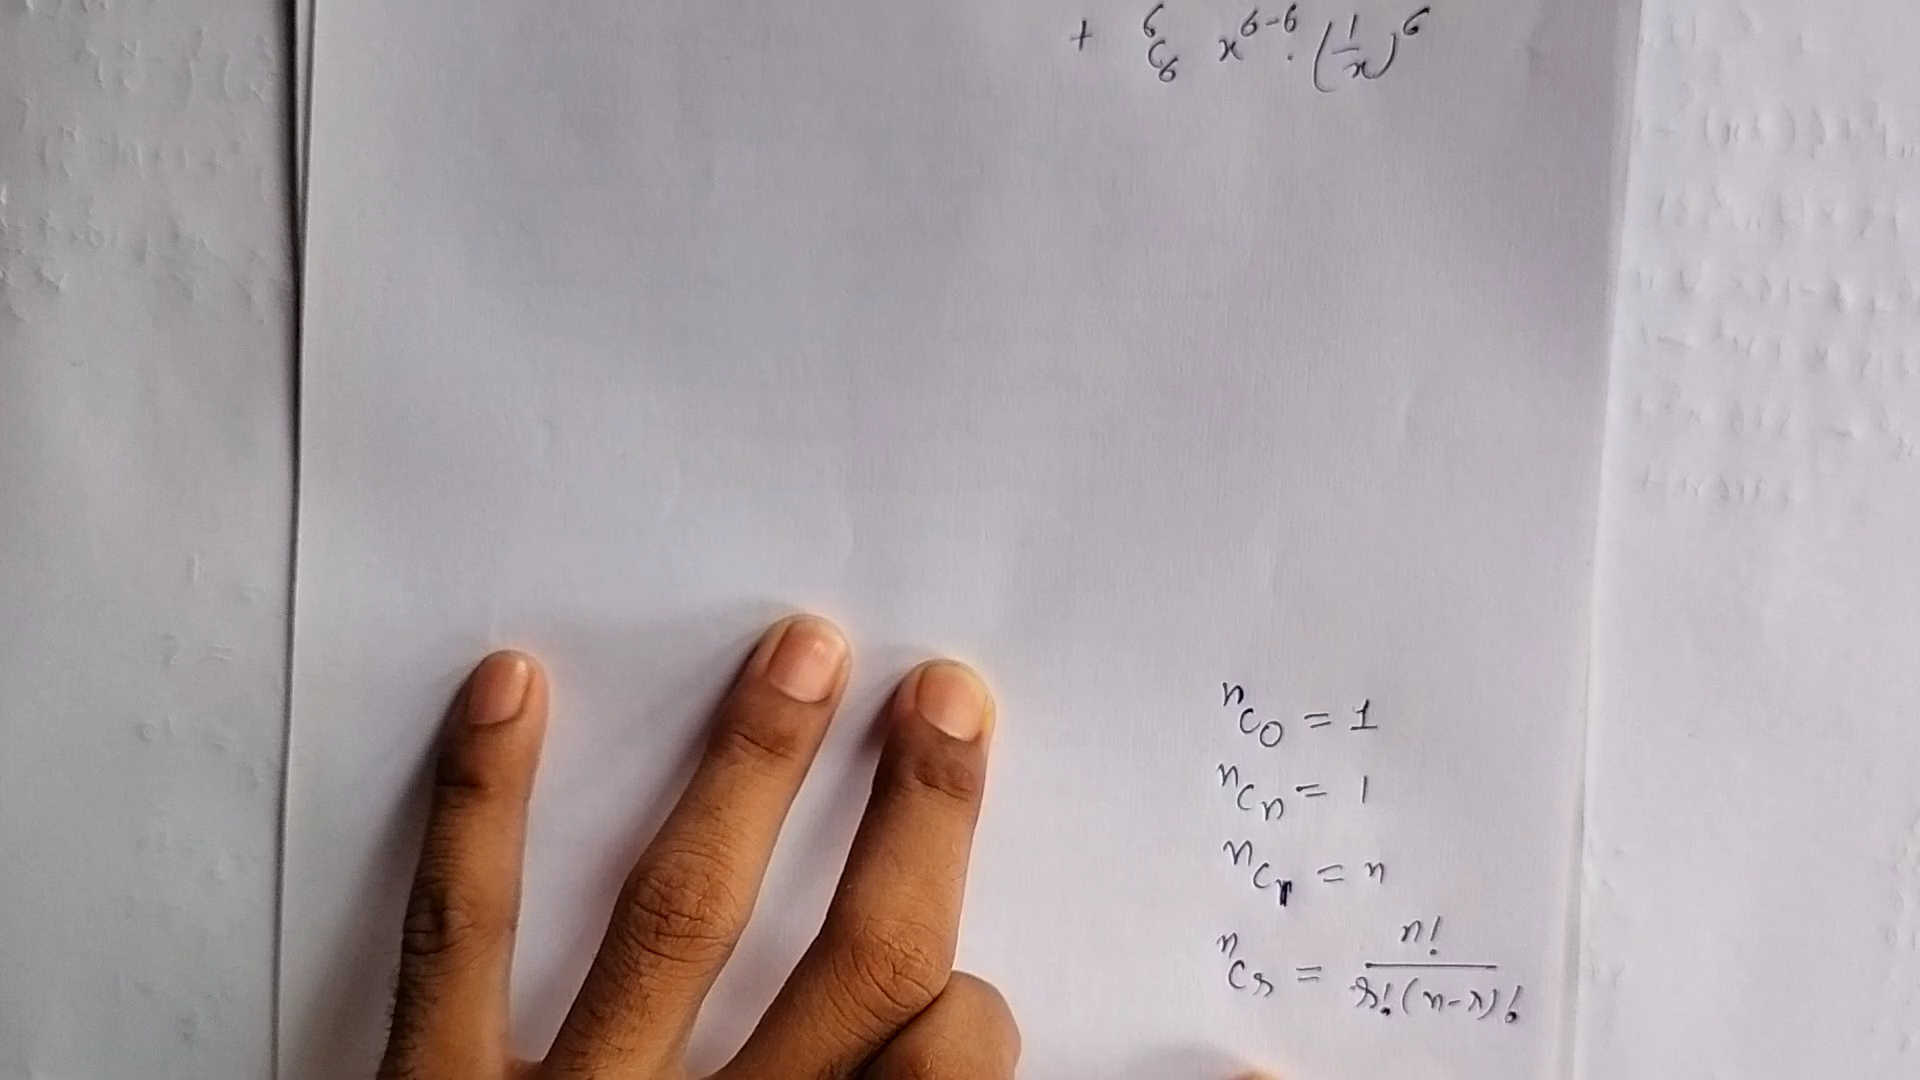 + ⁶C₆ x⁶⁻⁶ . (1/x)⁶
ⁿC₀ = 1
ⁿCₙ = 1
ⁿC₁ = n
ⁿCᵣ = n! / r!(n-r)!